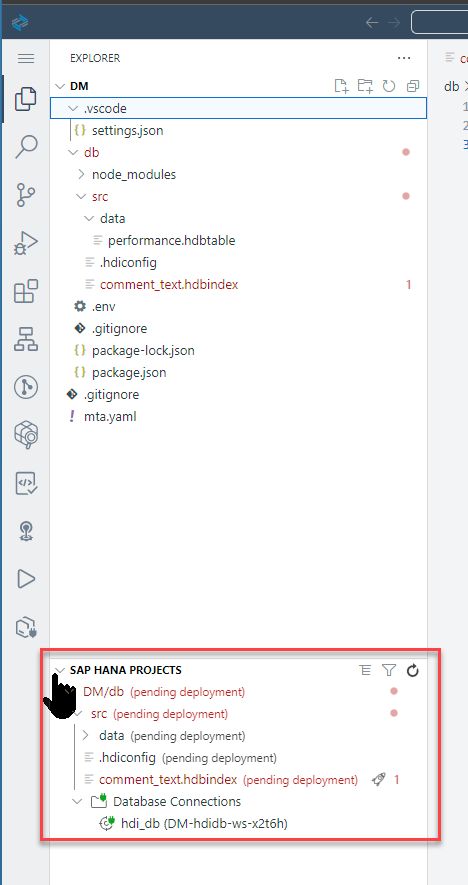 EXPLORER ...
DM
.vscode
{} settings.json
db
node_modules
src
data
performance.hdbtable
.hdiconfig
comment_text.hdbindex 1
.env
.gitignore
{} package-lock.json
{} package.json
.gitignore
! mta.yaml
SAP HANA PROJECTS
DM/db (pending deployment)
src (pending deployment)
data (pending deployment)
.hdiconfig (pending deployment)
comment_text.hdbindex (pending deployment) 1
Database Connections
hdi_db (DM-hdidb-ws-x2t6h)
db
1
2
3